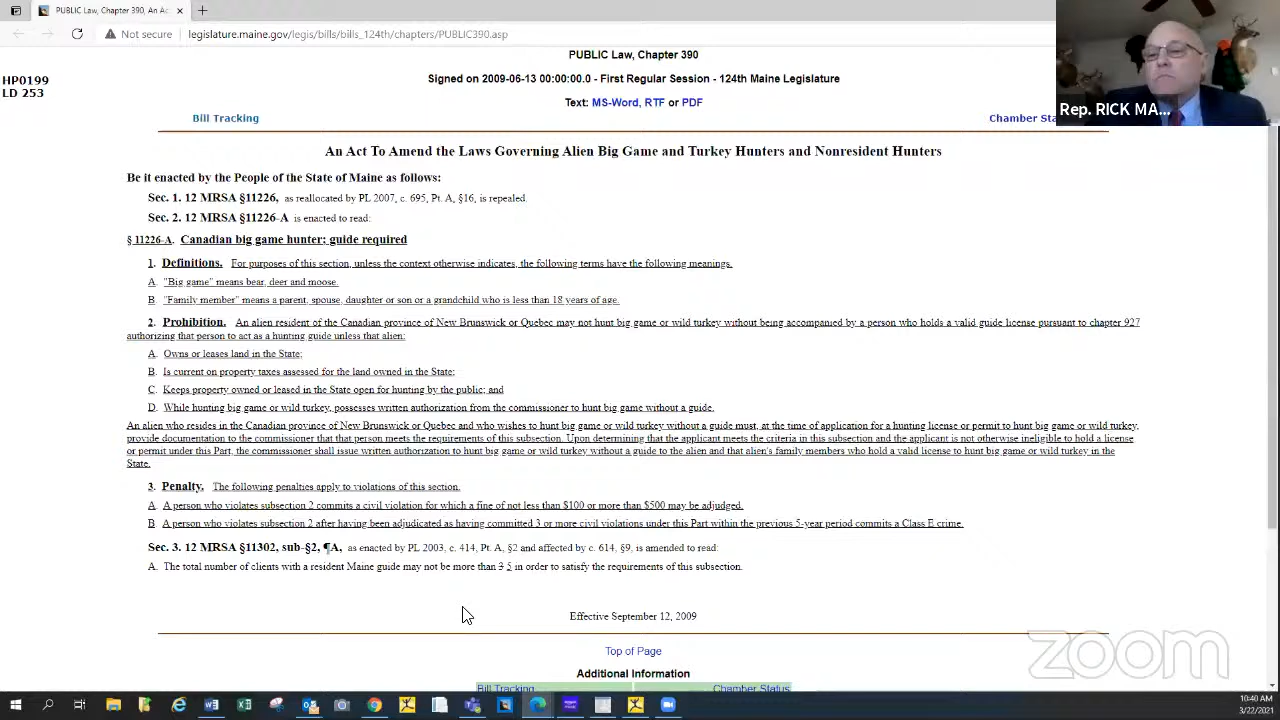 PUBLIC Law, Chapter 390, An Ac
Not secure
legislature.maine.gov/legis/bills/bills_124th/chapters/PUBLIC390.asp
Rep. RICK MA...
HP0199
LD 253
PUBLIC Law, Chapter 390
Signed on 2009-06-13 00:00:00.0 - First Regular Session - 124th Maine Legislature
Text: MS-Word, RTF or PDF
Bill Tracking
Chamber Sta
An Act To Amend the Laws Governing Alien Big Game and Turkey Hunters and Nonresident Hunters
Be it enacted by the People of the State of Maine as follows:
Sec. 1. 12 MRSA §11226, as reallocated by PL 2007, c. 695, Pt. A, §16, is repealed.
Sec. 2. 12 MRSA §11226-A is enacted to read:
§ 11226-A. Canadian big game hunter; guide required
1. Definitions. For purposes of this section, unless the context otherwise indicates, the following terms have the following meanings.
A. "Big game" means bear, deer and moose.
B. "Family member" means a parent, spouse, daughter or son or a grandchild who is less than 18 years of age.
2. Prohibition. An alien resident of the Canadian province of New Brunswick or Quebec may not hunt big game or wild turkey without being accompanied by a person who holds a valid guide license pursuant to chapter 927
authorizing that person to act as a hunting guide unless that alien:
A. Owns or leases land in the State;
B. Is current on property taxes assessed for the land owned in the State;
C. Keeps property owned or leased in the State open for hunting by the public; and
D. While hunting big game or wild turkey, possesses written authorization from the commissioner to hunt big game without a guide.
An alien who resides in the Canadian province of New Brunswick or Quebec and who wishes to hunt big game or wild turkey without a guide must, at the time of application for a hunting license or permit to hunt big game or wild turkey,
provide documentation to the commissioner that that person meets the requirements of this subsection. Upon determining that the applicant meets the criteria in this subsection and the applicant is not otherwise ineligible to hold a license
or permit under this Part, the commissioner shall issue written authorization to hunt big game or wild turkey without a guide to the alien and that alien's family members who hold a valid license to hunt big game or wild turkey in the
State.
3. Penalty. The following penalties apply to violations of this section.
A. A person who violates subsection 2 commits a civil violation for which a fine of not less than $100 or more than $500 may be adjudged.
B. A person who violates subsection 2 after having been adjudicated as having committed 3 or more civil violations under this Part within the previous 5-year period commits a Class E crime.
Sec. 3. 12 MRSA §11302, sub-§2, ¶A, as enacted by PL 2003, c. 414, Pt. A, §2 and affected by c. 614, §9, is amended to read:
A. The total number of clients with a resident Maine guide may not be more than 3 5 in order to satisfy the requirements of this subsection.
Effective September 12, 2009
Top of Page
Additional Information
Bill Tracking
Chamber Status
zoom
10:40 AM
3/22/2021